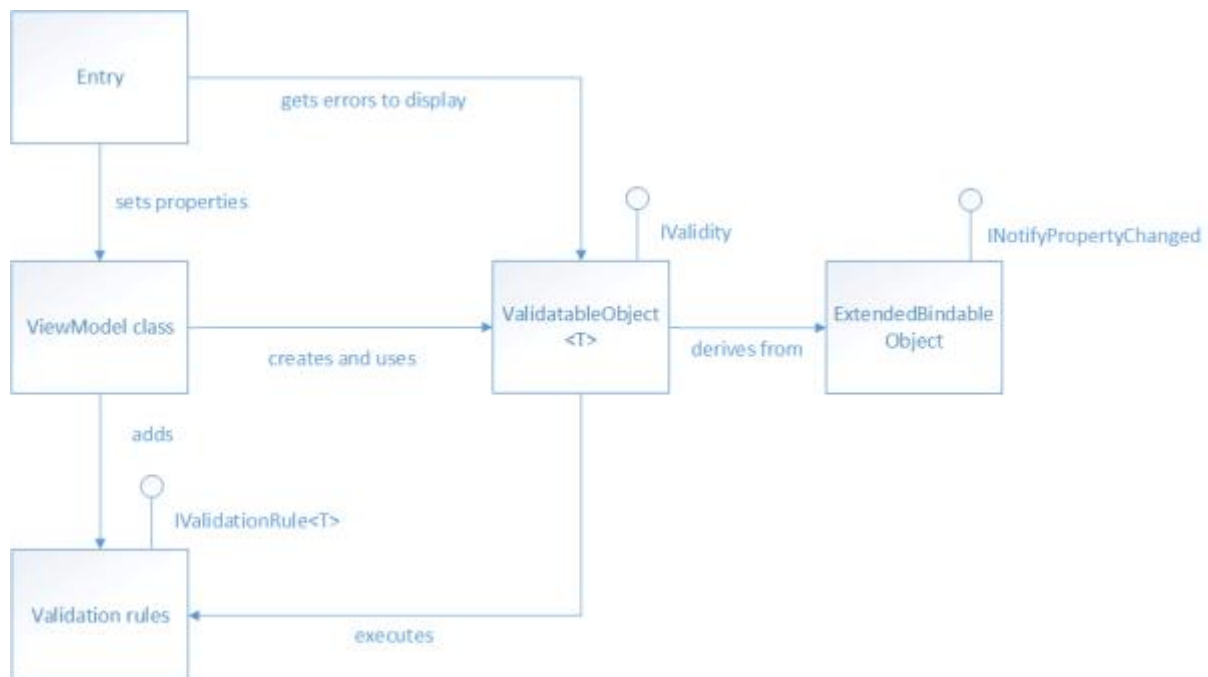 Entry
gets errors to display
sets properties
IValidity
INotifyPropertyChanged
ViewModel class
ValidatableObject
<T>
ExtendedBindable
Object
creates and uses
derives from
adds
IValidationRule<T>
Validation rules
executes